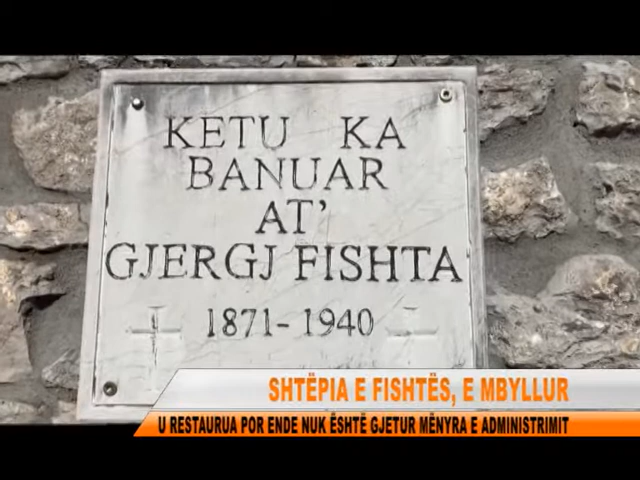 KETU KA
BANUAR
AT'
GJERGJ FISHTA
1871-1940
SHTËPIA E FISHTËS, E MBYLLUR
U RESTAURUA POR ENDE NUK ËSHTË GJETUR MËNYRA E ADMINISTRIMIT